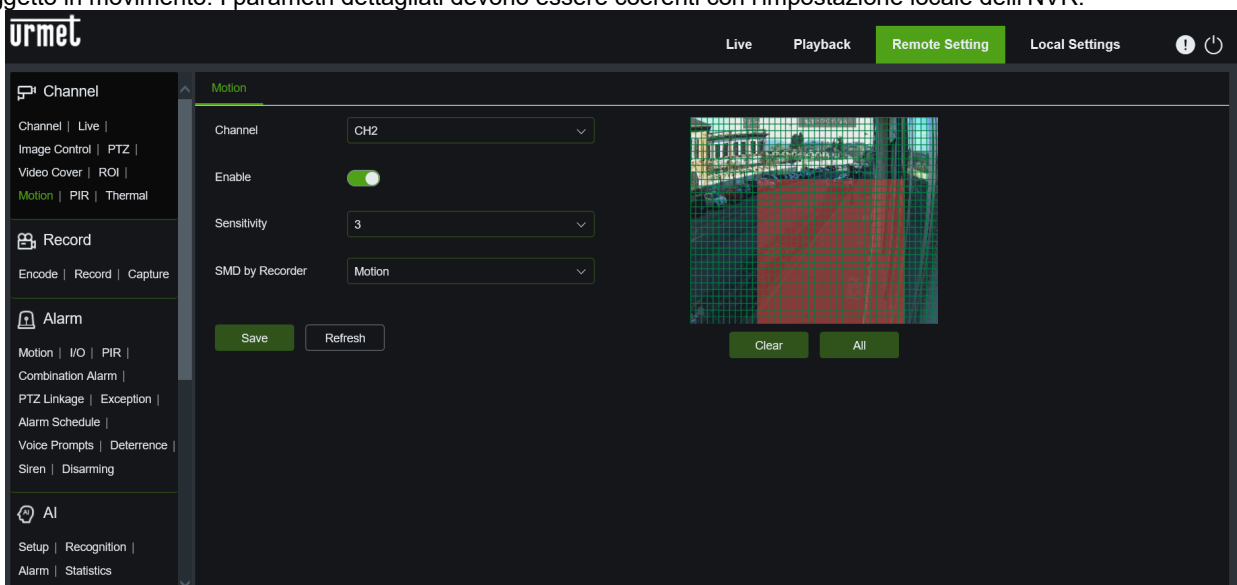 ggetto in movimento. I parametri dettagliati devono essere coerenti con l'impostazione locale dell'NVR.
urmet
Live Playback Remote Setting Local Settings
Channel
Channel | Live |
Image Control | PTZ |
Video Cover | ROI |
Motion | PIR | Thermal
Record
Encode | Record | Capture
Alarm
Motion | I/O | PIR |
Combination Alarm |
PTZ Linkage | Exception |
Alarm Schedule |
Voice Prompts | Deterrence |
Siren | Disarming
AI
Setup | Recognition |
Alarm | Statistics
Motion
Channel CH2
Enable
Sensitivity 3
SMD by Recorder Motion
Save Refresh
Clear All